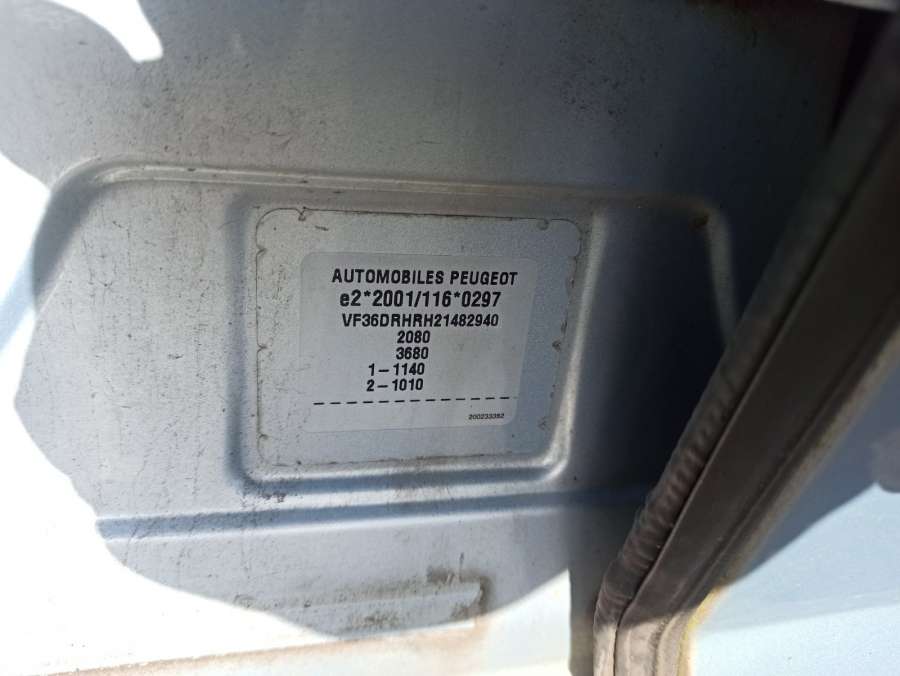 AUTOMOBILES PEUGEOT
e2*2001/116*0297
VF36DRHRH21482940
2080
3680
1-1140
2-1010
200233382